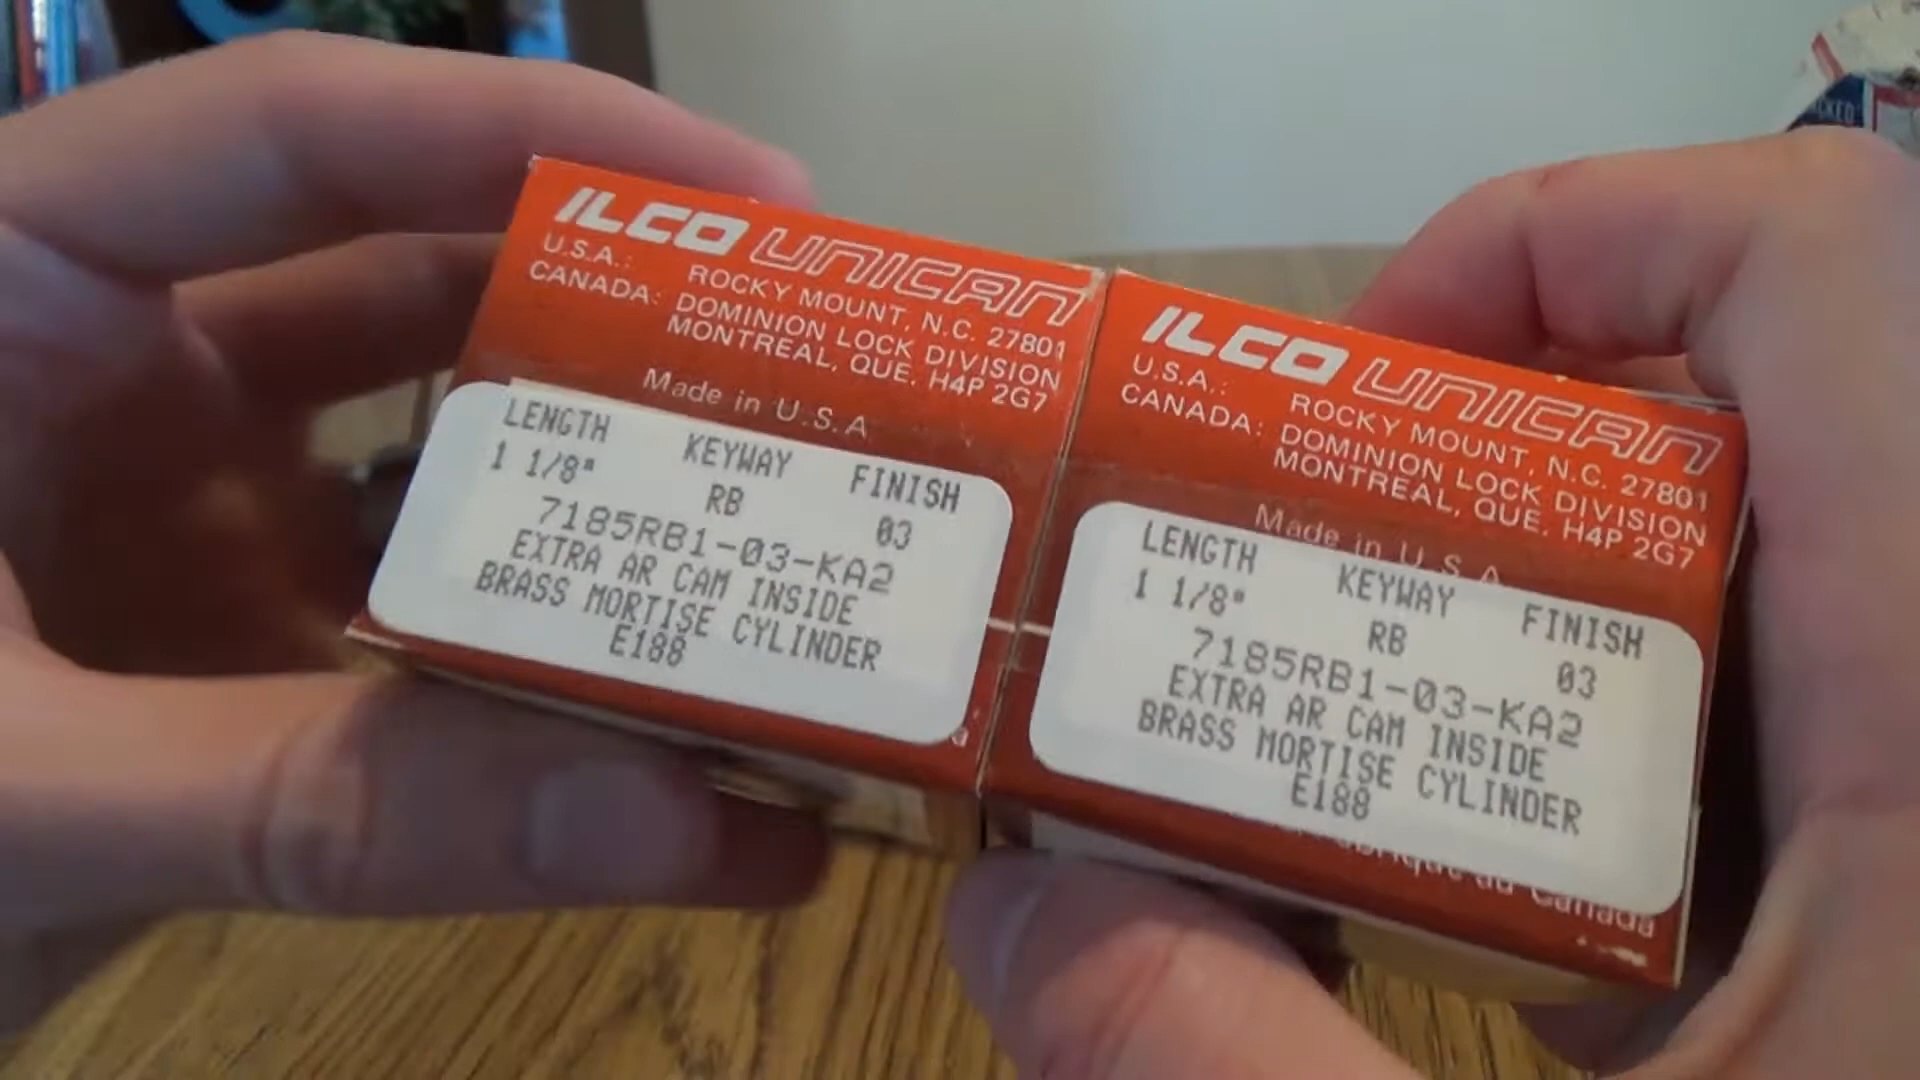 ILCO UNICAN
U.S.A.: ROCKY MOUNT, N.C. 27801
CANADA: DOMINION LOCK DIVISION
MONTREAL, QUE. H4P 2G7
Made in U.S.A
LENGTH KEYWAY FINISH
1 1/8" RB 03
7185RB1-03-KA2
EXTRA AR CAM INSIDE
BRASS MORTISE CYLINDER
E188
ILCO UNICAN
U.S.A.: ROCKY MOUNT, N.C. 27801
CANADA: DOMINION LOCK DIVISION
MONTREAL, QUE. H4P 2G7
Made in U.S.A
LENGTH KEYWAY FINISH
1 1/8" RB 03
7185RB1-03-KA2
EXTRA AR CAM INSIDE
BRASS MORTISE CYLINDER
E188
au Canada